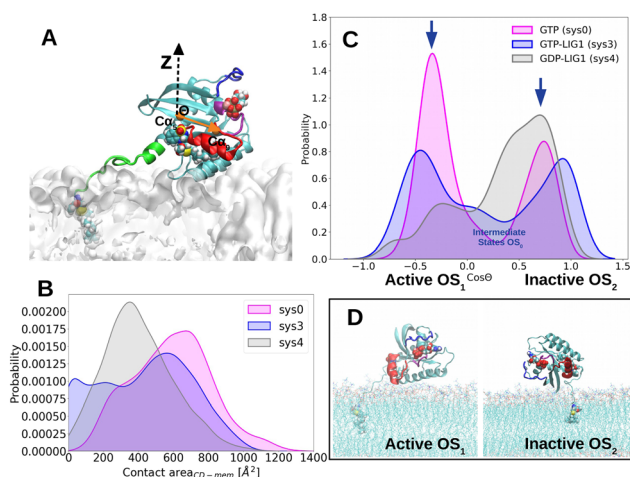 A
Z
Θ
Cα
Cα
9
B
sys0
sys3
sys4
0.00200
0.00175
0.00150
0.00125
0.00100
0.00075
0.00050
0.00025
0.00000
Probability
0 200 400 600 800 1000 1200 1400
Contact area CD−mem [Å²]
C
GTP (sys0)
GTP-LIG1 (sys3)
GDP-LIG1 (sys4)
1.8
1.6
1.4
1.2
1.0
0.8
0.6
0.4
0.2
0.0
Probability
Intermediate
States OS₀
−1.0 −0.5 0.0 0.5 1.0 1.5
Active OS₁ CosΘ Inactive OS₂
D
Active OS₁
Inactive OS₂